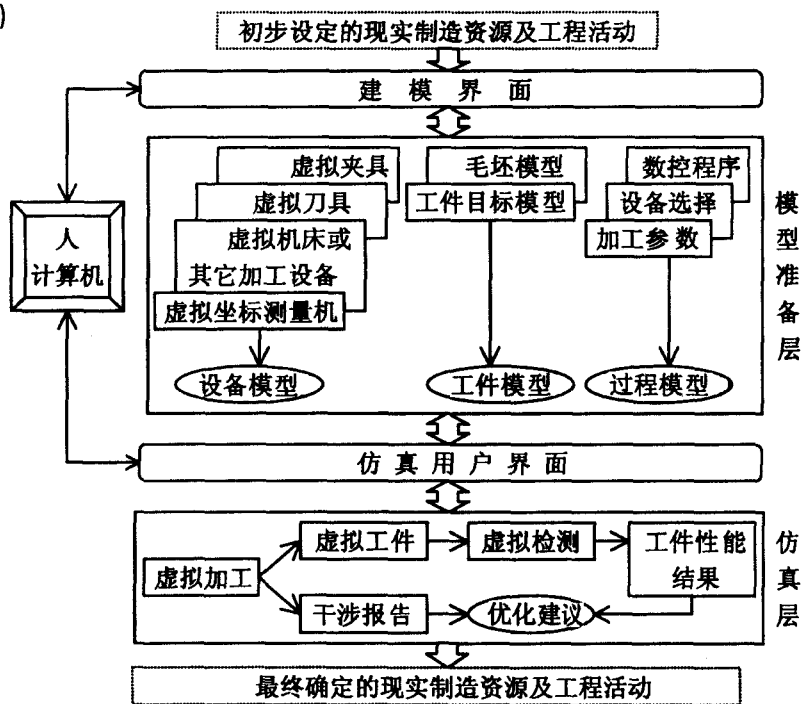 )
初步设定的现实制造资源及工程活动
建模界面
虚拟夹具
虚拟刀具
虚拟机床或
其它加工设备
虚拟坐标测量机
设备模型
毛坯模型
工件目标模型
工件模型
数控程序
设备选择
加工参数
过程模型
模型准备层
人
计算机
仿真用户界面
虚拟加工
虚拟工件
虚拟检测
工件性能
结果
干涉报告
优化建议
仿真层
最终确定的现实制造资源及工程活动